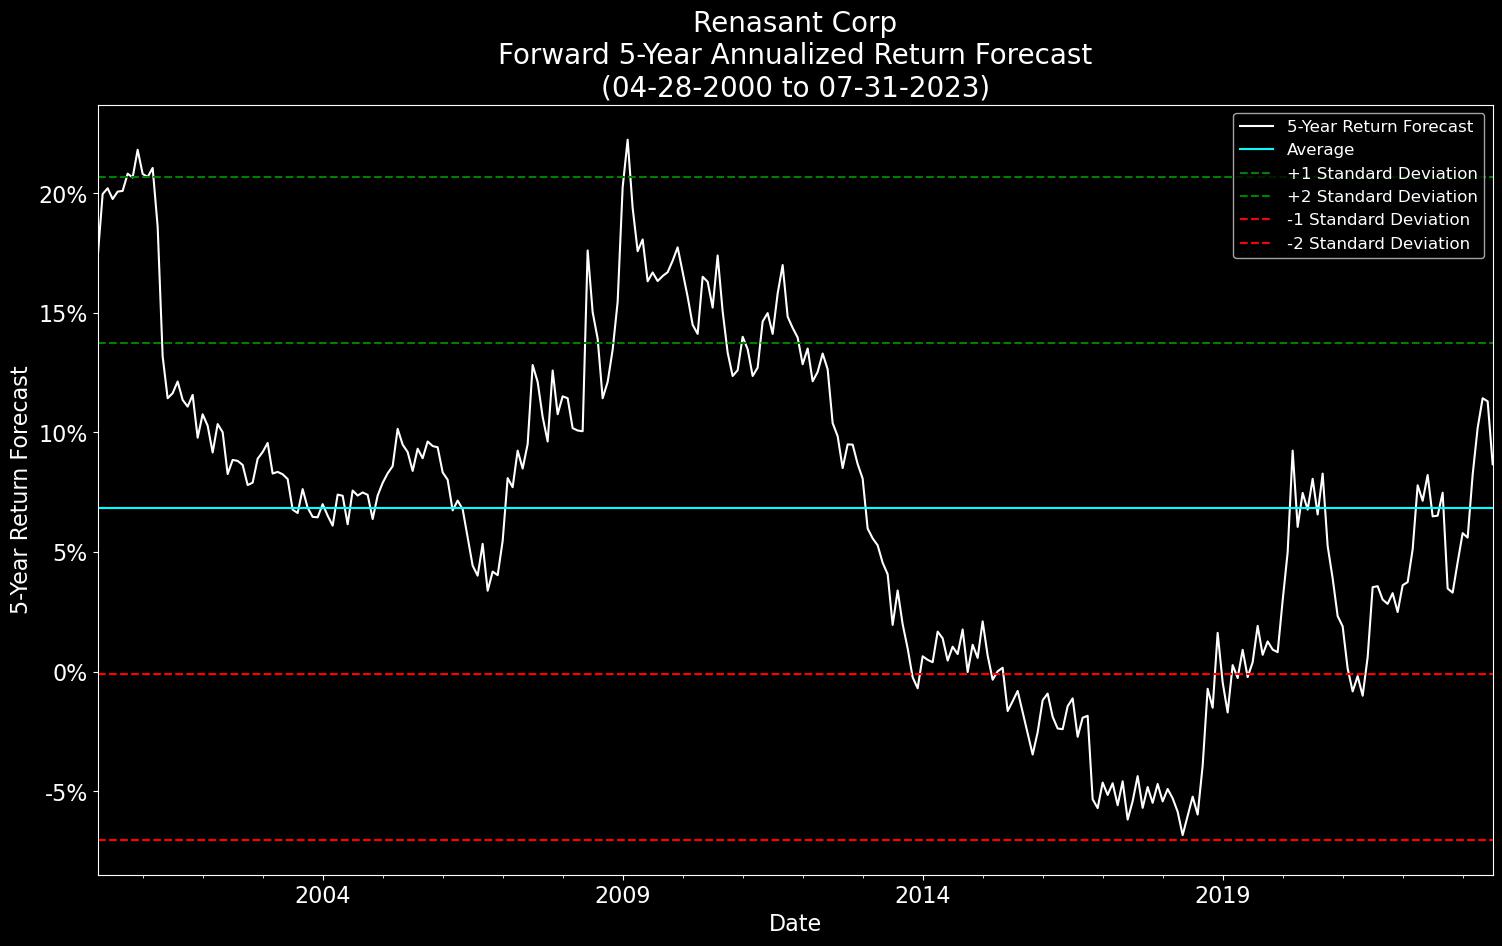 Renasant Corp
Forward 5-Year Annualized Return Forecast
(04-28-2000 to 07-31-2023)
5-Year Return Forecast
Average
+1 Standard Deviation
+2 Standard Deviation
-1 Standard Deviation
-2 Standard Deviation
5-Year Return Forecast
20%
15%
10%
5%
0%
-5%
2004
2009
2014
2019
Date